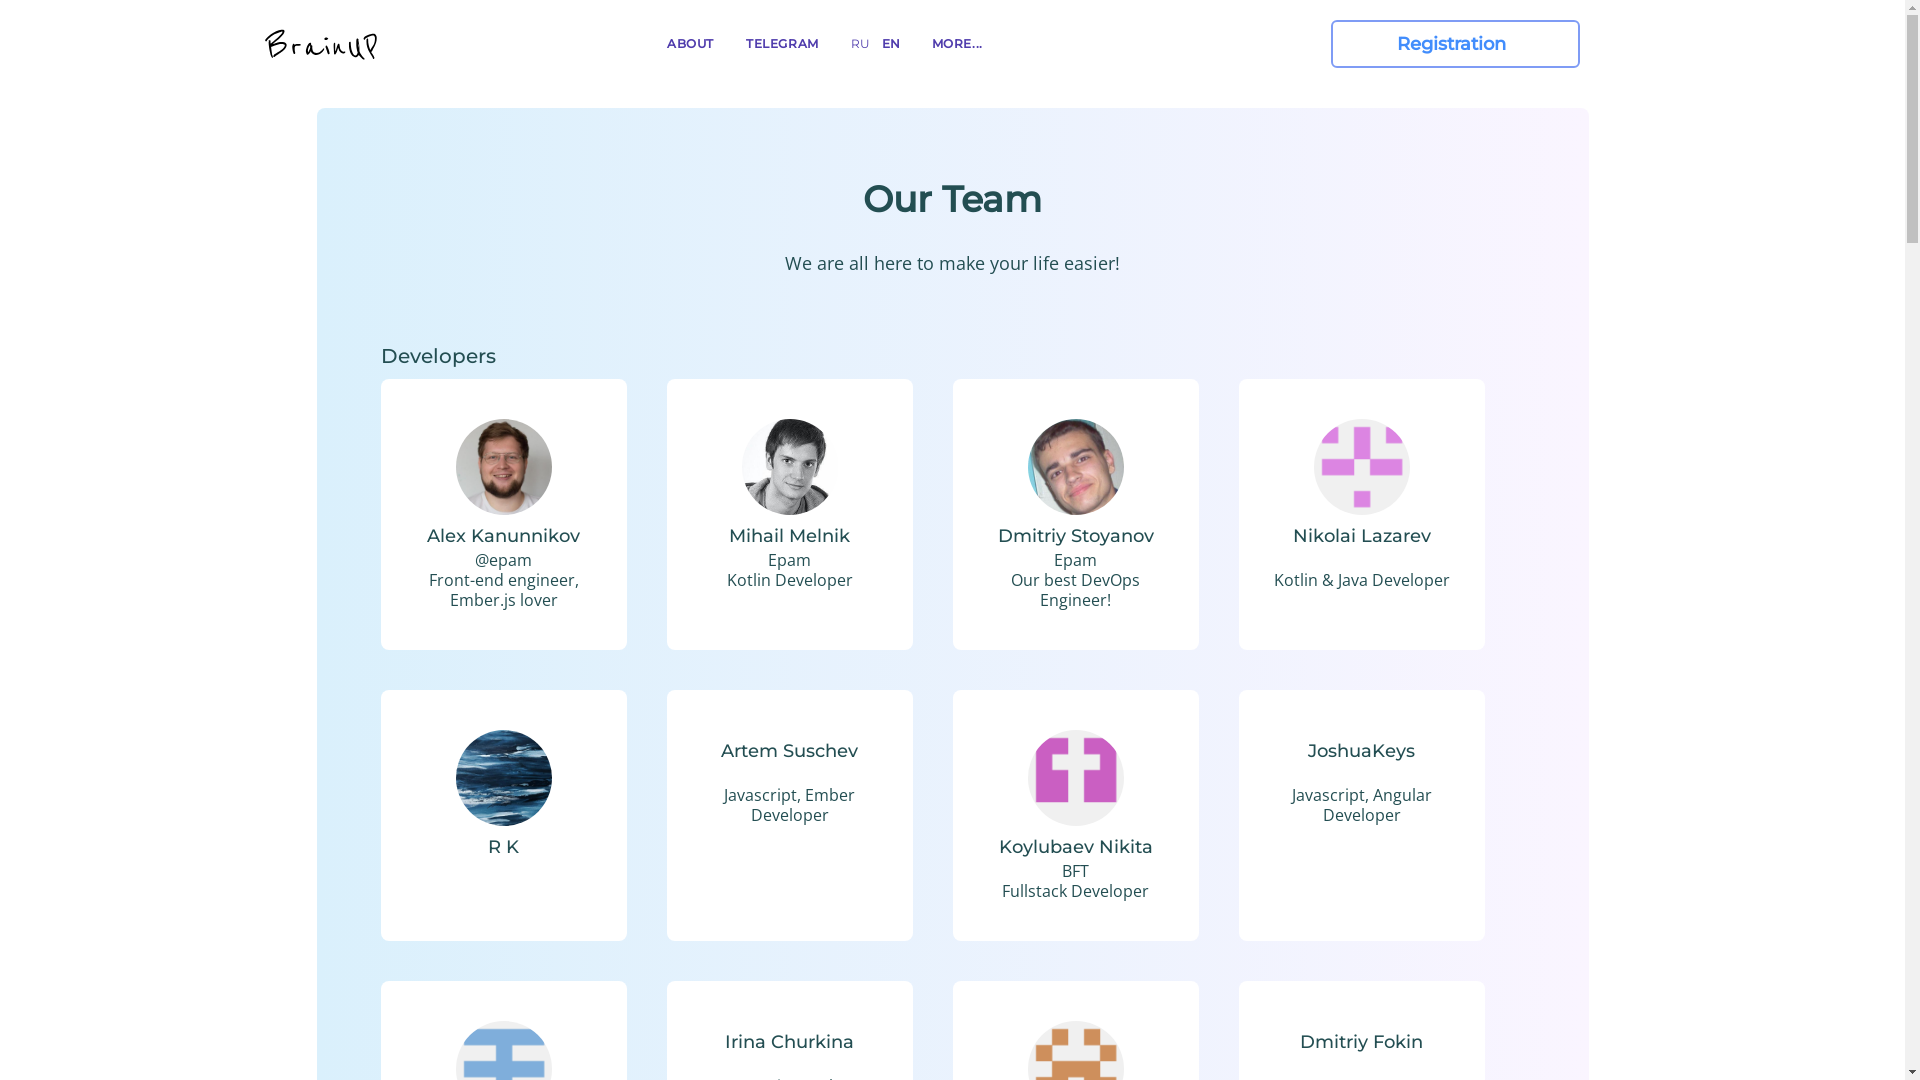 BrainUP
ABOUT
TELEGRAM
RU
EN
MORE...
Registration
Our Team
We are all here to make your life easier!
Developers
Alex Kanunnikov
@epam
Front-end engineer,
Ember.js lover
Mihail Melnik
Epam
Kotlin Developer
Dmitriy Stoyanov
Epam
Our best DevOps
Engineer!
Nikolai Lazarev
Kotlin & Java Developer
R K
Artem Suschev
Javascript, Ember
Developer
Koylubaev Nikita
BFT
Fullstack Developer
JoshuaKeys
Javascript, Angular
Developer
Irina Churkina
Dmitriy Fokin